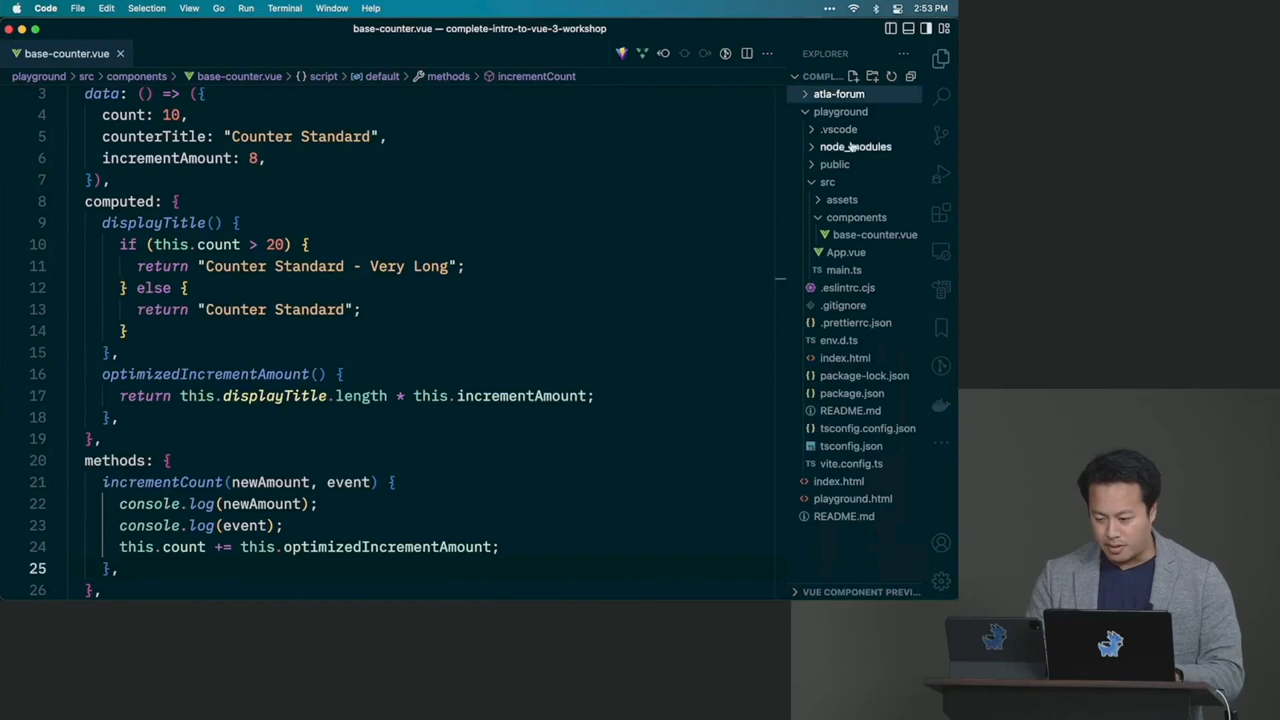 Code File Edit Selection View Go Run Terminal Window Help 2:53 PM
base-counter.vue — complete-intro-to-vue-3-workshop
base-counter.vue
playground > src > components > base-counter.vue > {} script > default > methods > incrementCount
3 data: () => ({
4 count: 10,
5 counterTitle: "Counter Standard",
6 incrementAmount: 8,
7 }),
8 computed: {
9 displayTitle() {
10 if (this.count > 20) {
11 return "Counter Standard - Very Long";
12 } else {
13 return "Counter Standard";
14 }
15 },
16 optimizedIncrementAmount() {
17 return this.displayTitle.length * this.incrementAmount;
18 },
19 },
20 methods: {
21 incrementCount(newAmount, event) {
22 console.log(newAmount);
23 console.log(event);
24 this.count += this.optimizedIncrementAmount;
25 },
26 },
EXPLORER
COMPL...
atla-forum
playground
.vscode
node_modules
public
src
assets
components
base-counter.vue
App.vue
TS main.ts
.eslintrc.cjs
.gitignore
{} .prettierrc.json
TS env.d.ts
<> index.html
{} package-lock.json
{} package.json
README.md
{} tsconfig.config.json
tsconfig.json
TS vite.config.ts
<> index.html
<> playground.html
README.md
VUE COMPONENT PREVI...